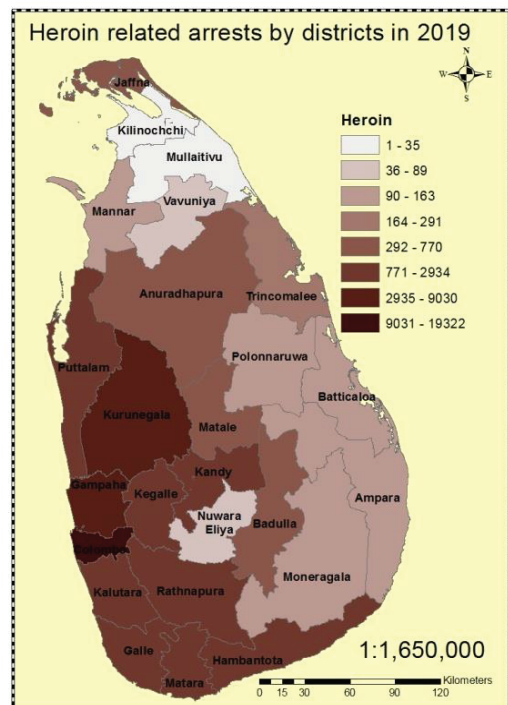 Heroin related arrests by districts in 2019
N
W
E
S
Jaffna
Kilinochchi
Mullaitivu
Mannar
Vavuniya
Anuradhapura
Trincomalee
Puttalam
Polonnaruwa
Batticaloa
Kurunegala
Matale
Kandy
Gampaha
Kegalle
Ampara
Nuwara
Eliya
Badulla
Colombo
Moneragala
Kalutara
Rathnapura
Galle
Hambantota
Matara
Heroin
1 - 35
36 - 89
90 - 163
164 - 291
292 - 770
771 - 2934
2935 - 9030
9031 - 19322
1:1,650,000
Kilometers
0 15 30 60 90 120